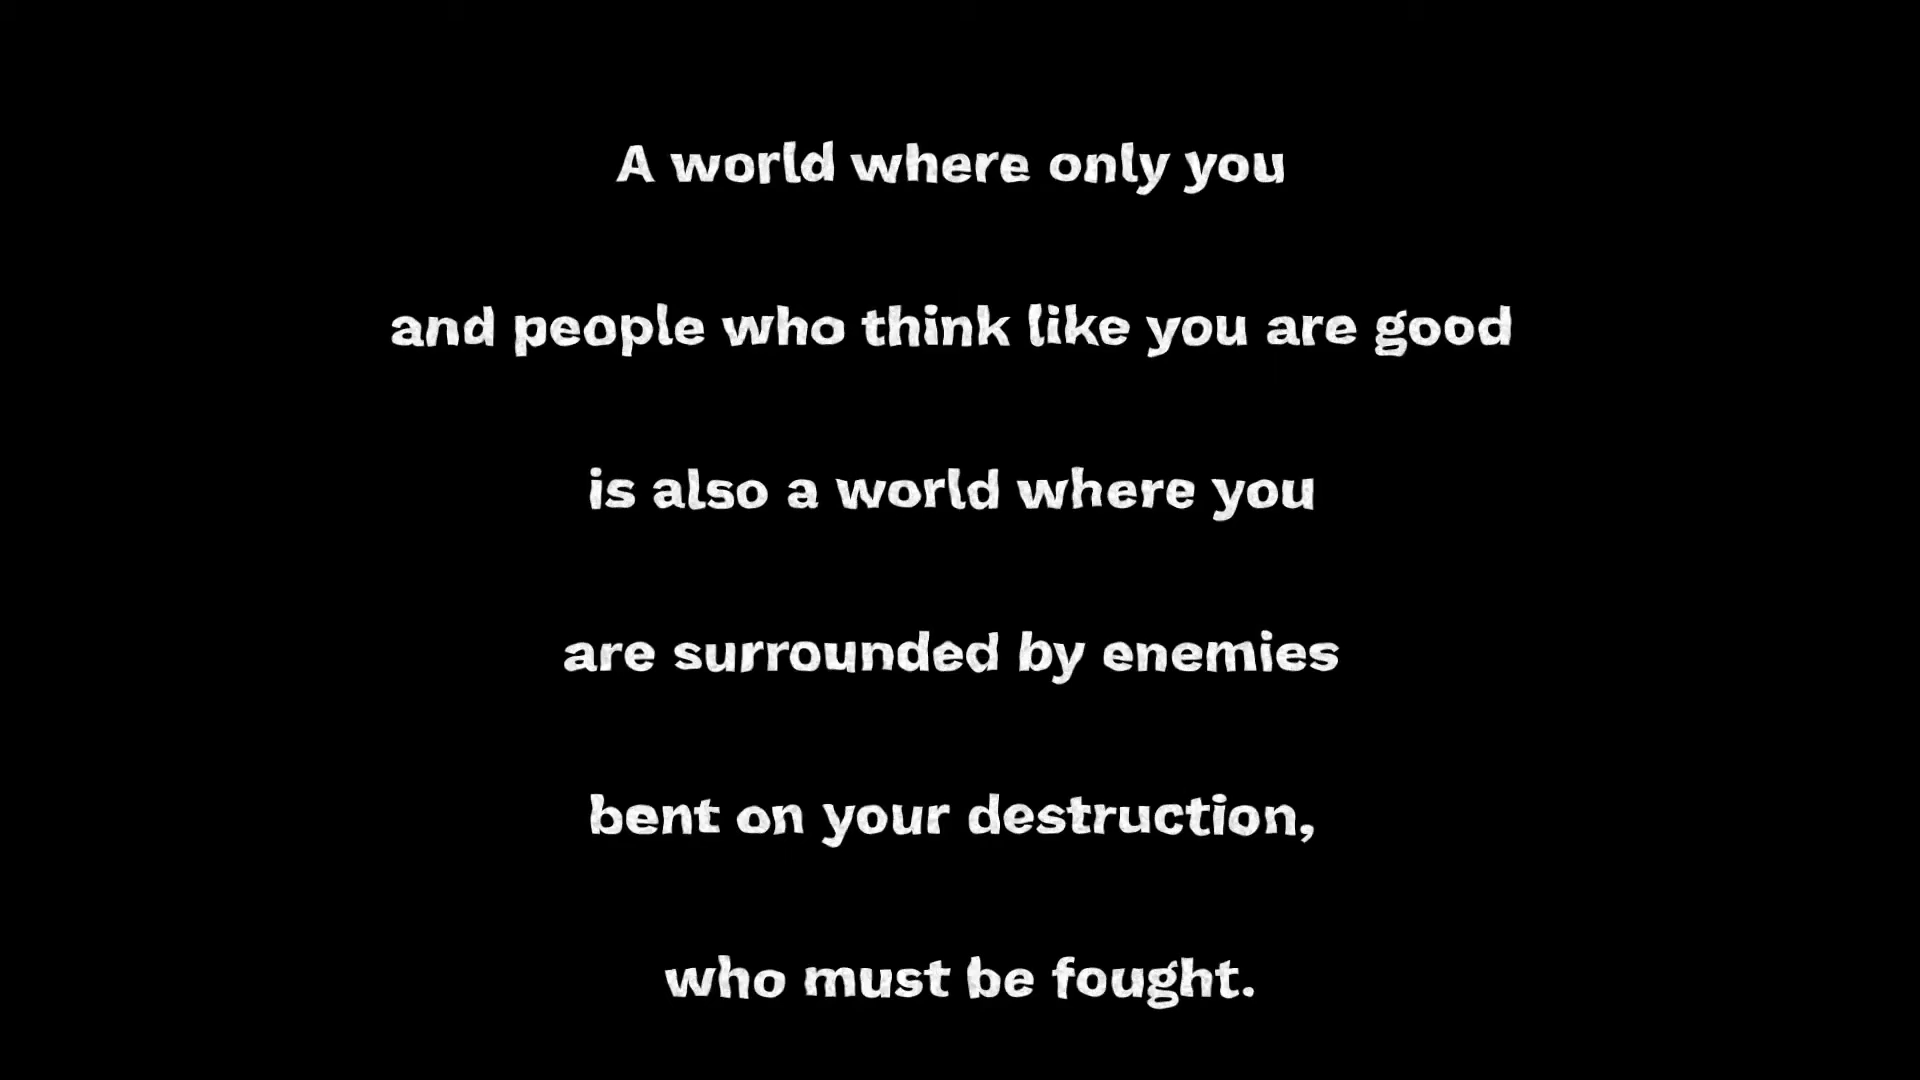 A world where only you
and people who think like you are good
is also a world where you
are surrounded by enemies
bent on your destruction,
who must be fought.